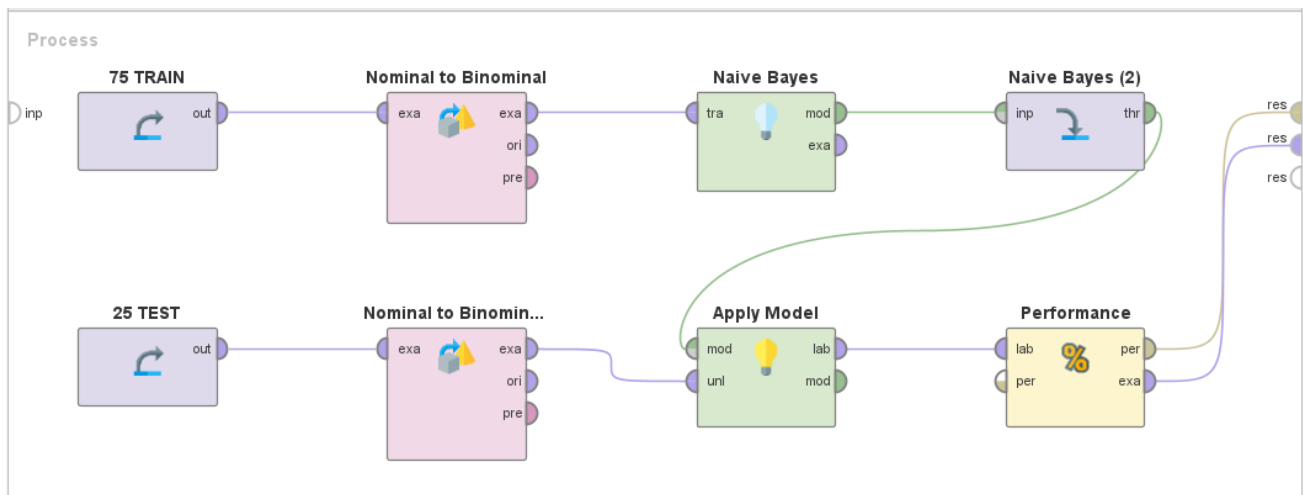 Process
75 TRAIN
Nominal to Binominal
Naive Bayes
Naive Bayes (2)
inp
out
exa
exa
tra
mod
inp
thr
res
ori
exa
res
pre
res
25 TEST
Nominal to Binomin...
Apply Model
Performance
out
exa
exa
mod
lab
lab
per
ori
unl
mod
per
exa
pre